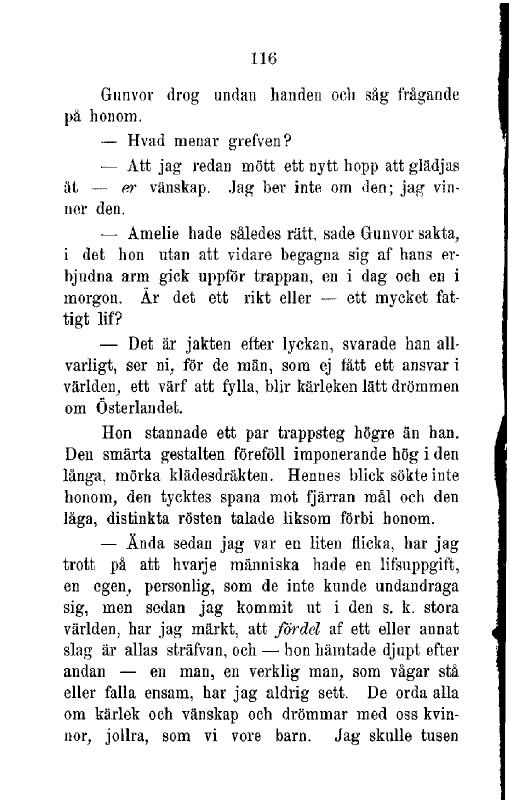 116
Gunvor drog undan handen och såg frågande
på honom.
— Hvad menar grefven?
— Att jag redan mött ett nytt hopp att glädjas
åt — er vänskap. Jag ber inte om den; jag vin-
ner den.
— Amelie hade således rätt, sade Gunvor sakta,
i det hon utan att vidare begagna sig af hans er-
bjudna arm gick uppför trappan, en i dag och en i
morgon. Är det ett rikt eller — ett mycket fat-
tigt lif?
— Det är jakten efter lyckan, svarade han all-
varligt, ser ni, för de män, som ej fått ett ansvar i
världen, ett värf att fylla, blir kärleken lätt drömmen
om Österlandet.
Hon stannade ett par trappsteg högre än han.
Den smärta gestalten föreföll imponerande hög i den
långa, mörka klädesdräkten. Hennes blick sökte inte
honom, den tycktes spana mot fjärran mål och den
låga, distinkta rösten talade liksom förbi honom.
— Ända sedan jag var en liten flicka, har jag
trott på att hvarje människa hade en lifsuppgift,
en egen, personlig, som de inte kunde undandraga
sig, men sedan jag kommit ut i den s. k. stora
världen, har jag märkt, att fördel af ett eller annat
slag är allas sträfvan, och — hon hämtade djupt efter
andan — en man, en verklig man, som vågar stå
eller falla ensam, har jag aldrig sett. De orda alla
om kärlek och vänskap och drömmar med oss kvin-
nor, jollra, som vi vore barn. Jag skulle tusen